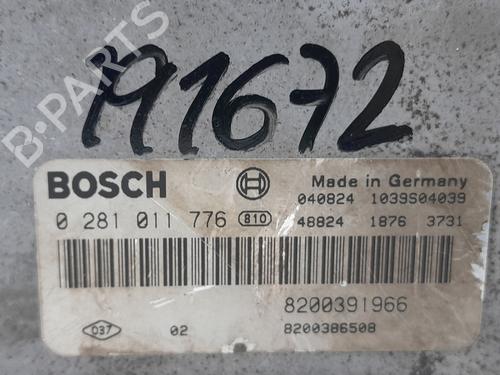 191672
B-PARTS
BOSCH
Made in Germany
040824 1039S04039
0 281 011 776 810 48824 1876 3731
8200391966
037 02 8200386508